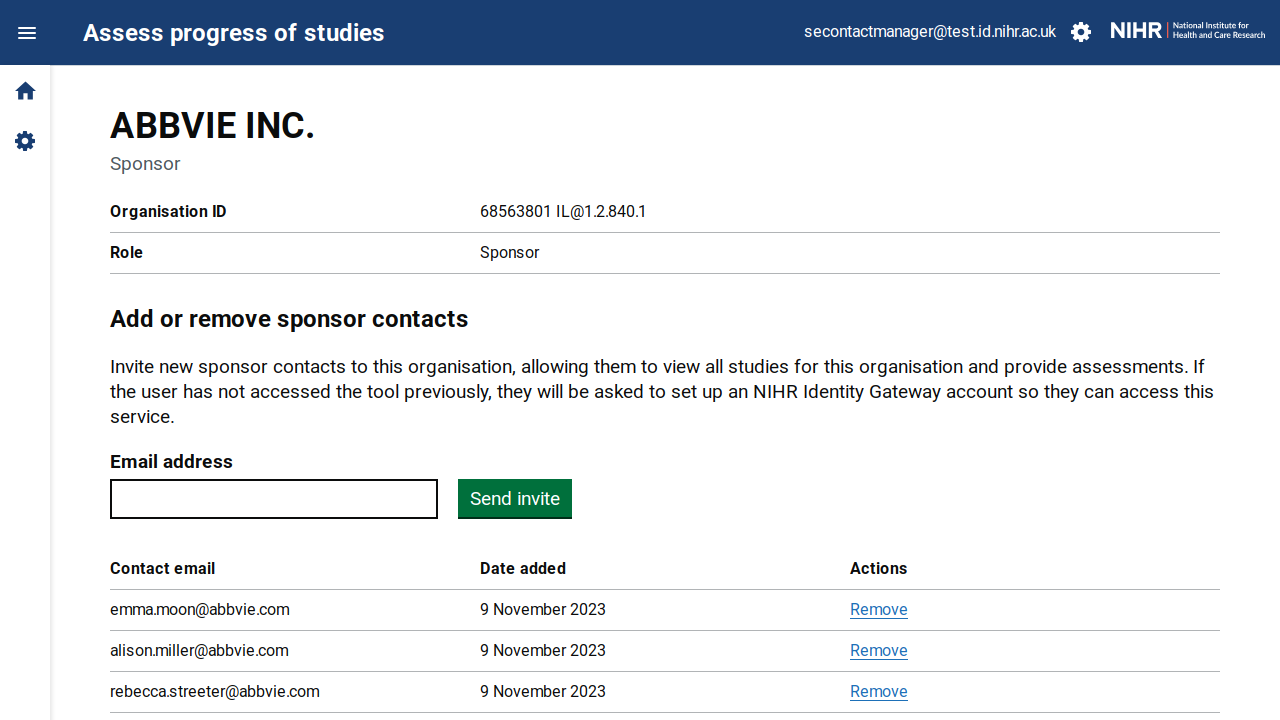 Assess progress of studies
secontactmanager@test.id.nihr.ac.uk
NIHR | National Institute for
Health and Care Research
ABBVIE INC.
Sponsor
Organisation ID 68563801 IL@1.2.840.1
Role Sponsor
Add or remove sponsor contacts
Invite new sponsor contacts to this organisation, allowing them to view all studies for this organisation and provide assessments. If
the user has not accessed the tool previously, they will be asked to set up an NIHR Identity Gateway account so they can access this
service.
Email address
Send invite
Contact email Date added Actions
emma.moon@abbvie.com 9 November 2023 Remove
alison.miller@abbvie.com 9 November 2023 Remove
rebecca.streeter@abbvie.com 9 November 2023 Remove